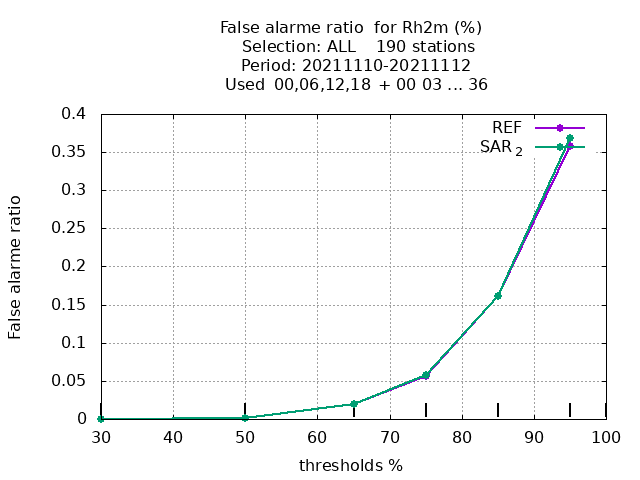 False alarme ratio  for Rh2m (%)
Selection: ALL    190 stations
Period: 20211110-20211112
Used  00,06,12,18  + 00 03 ... 36
REF
SAR 2
0.4
0.35
0.3
0.25
0.2
0.15
0.1
0.05
0
False alarme ratio
30 40 50 60 70 80 90 100
thresholds %